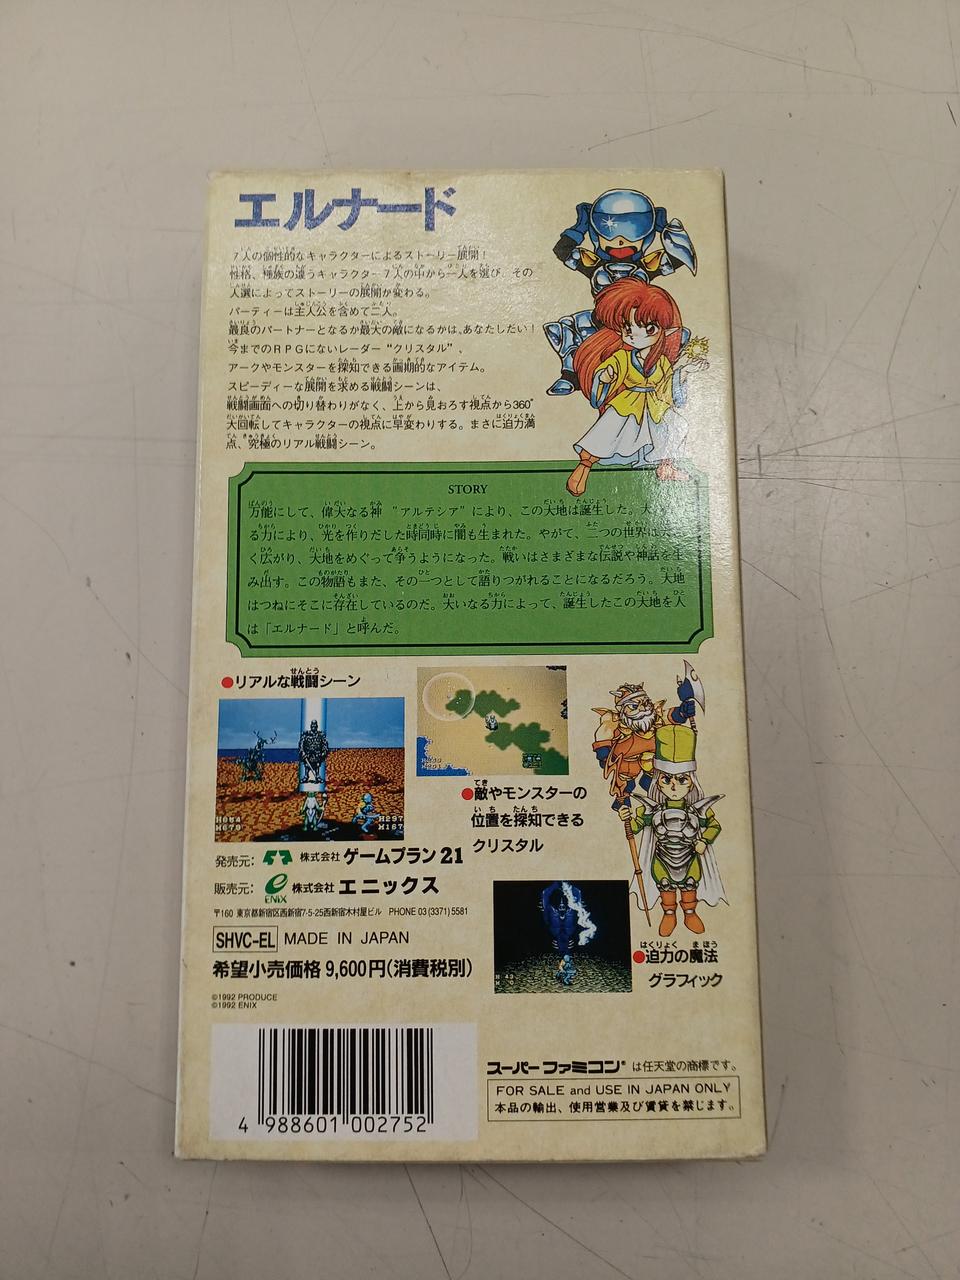 エルナード
7人の個性的なキャラクターによるストーリー展開!
性格、種族の違うキャラクター7人の中から一人を選び、その
人選によってストーリーの展開が変わる。
パーティーは主人公を含めて二人。
最良のパートナーとなるか最大の敵になるかは、あなたしだい!
今までのRPGにないレーダー“クリスタル”、
アークやモンスターを探知できる画期的なアイテム。
スピーディーな展開を求める戦闘シーンは、
戦闘画面への切り替わりがなく、上から見おろす視点から360°
大回転してキャラクターの視点に早変わりする。まさに迫力満
点、究極のリアル戦闘シーン。
STORY
万能にして、偉大なる神 “アルテシア” により、この大地は誕生した。大
る力により、光を作りだした時同時に闇も生まれた。やがて、二つの世界は
く広がり、大地をめぐって争うようになった。戦いはさまざまな伝説や神話を生
み出す。この物語もまた、その一つとして語りつがれることになるだろう。大地
はつねにそこに存在しているのだ。大いなる力によって、誕生したこの大地を人
は「エルナード」と呼んだ。
●リアルな戦闘シーン
●敵やモンスターの
位置を探知できる
クリスタル
発売元: 株式会社 ゲームプラン21
販売元: ENIX 株式会社 エニックス
〒160 東京都新宿区西新宿7-5-25西新宿木村屋ビル PHONE 03(3371)5581
SHVC-EL MADE IN JAPAN
希望小売価格 9,600円(消費税別)
●迫力の魔法
グラフィック
©1992 PRODUCE
©1992 ENIX
4 988601 002752
スーパーファミコン® は任天堂の商標です。
FOR SALE and USE IN JAPAN ONLY
本品の輸出、使用営業及び賃貸を禁じます。